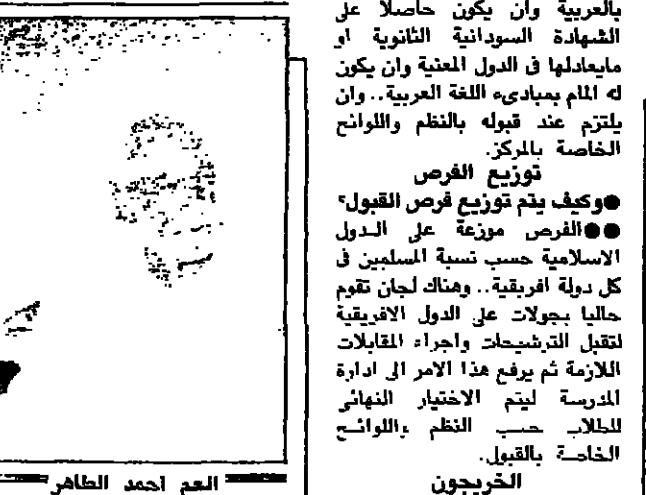 بالعربية وان يكون حاصلا على
الشهادة السودانية الثانوية او
مايعادلها فى الدول المعنية وان يكون
له المام بمبادىء اللغة العربية.. وان
يلتزم عند قبوله بالنظم واللوائح
الخاصة بالمركز.
توزيع الفرص
●وكيف يتم توزيع فرص القبول؟
●●الفرص موزعة على الدول
الاسلامية حسب نسبة المسلمين فى
كل دولة افريقية.. وهناك لجان تقوم
حاليا بجولات على الدول الافريقية
لتقبل الترشيحات واجراء المقابلات
اللازمة ثم يرفع هذا الامر الى ادارة
المدرسة ليتم الاختيار النهائى
للطلاب حسب النظم واللوائح
الخاصة بالقبول.
الخريجون
العم احمد الطاهر